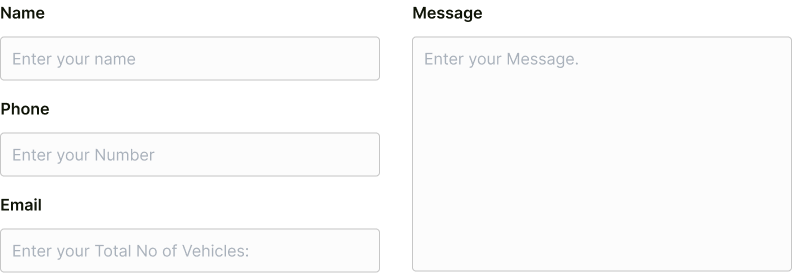 Name
Enter your name
Phone
Enter your Number
Email
Enter your Total No of Vehicles:
Message
Enter your Message.